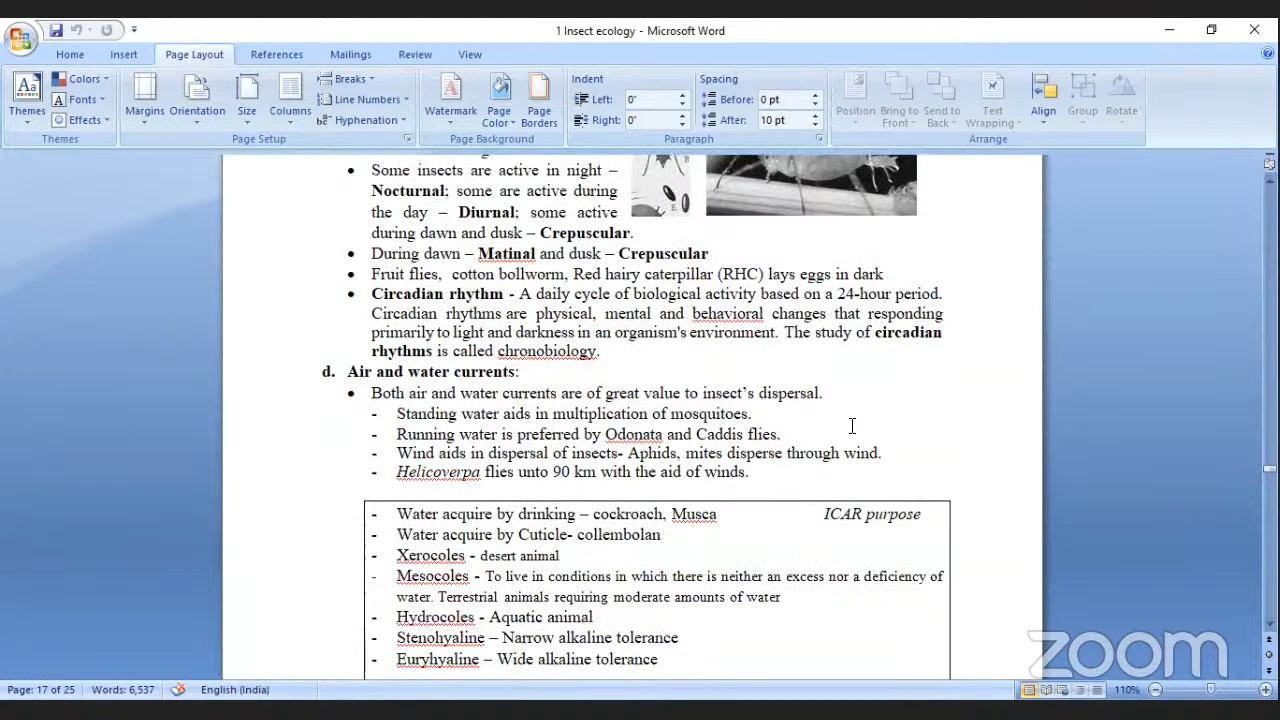 1 Insect ecology - Microsoft Word
Home Insert Page Layout References Mailings Review View
Aa Themes
Colors
Fonts
Effects
Themes
Margins Orientation Size Columns
Breaks
Line Numbers
Hyphenation
Page Setup
Watermark Page Color Page Borders
Page Background
Indent
Left: 0"
Right: 0"
Spacing
Before: 0 pt
After: 10 pt
Paragraph
Position Bring to Front Send to Back Text Wrapping Align Group Rotate
Arrange
• Some insects are active in night –
Nocturnal; some are active during
the day – Diurnal; some active
during dawn and dusk – Crepuscular.
• During dawn – Matinal and dusk – Crepuscular
• Fruit flies, cotton bollworm, Red hairy caterpillar (RHC) lays eggs in dark
• Circadian rhythm - A daily cycle of biological activity based on a 24-hour period.
Circadian rhythms are physical, mental and behavioral changes that responding
primarily to light and darkness in an organism's environment. The study of circadian
rhythms is called chronobiology.
d. Air and water currents:
• Both air and water currents are of great value to insect's dispersal.
- Standing water aids in multiplication of mosquitoes.
- Running water is preferred by Odonata and Caddis flies.
- Wind aids in dispersal of insects- Aphids, mites disperse through wind.
- Helicoverpa flies unto 90 km with the aid of winds.
- Water acquire by drinking – cockroach, Musca ICAR purpose
- Water acquire by Cuticle- collembolan
- Xerocoles - desert animal
- Mesocoles - To live in conditions in which there is neither an excess nor a deficiency of
water. Terrestrial animals requiring moderate amounts of water
- Hydrocoles - Aquatic animal
- Stenohyaline – Narrow alkaline tolerance
- Euryhyaline – Wide alkaline tolerance
zoom
Page: 17 of 25 Words: 6,537 English (India) 110%